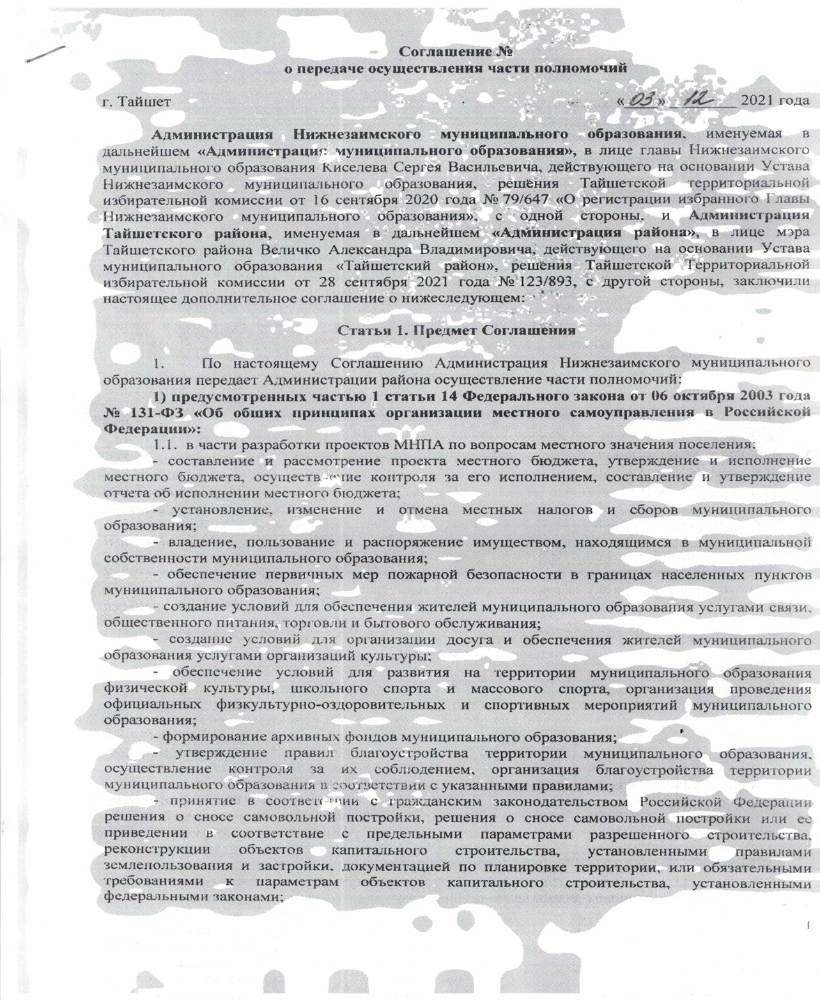 Соглашение №
о передаче осуществления части полномочий
г. Тайшет «03» 12 2021 года
Администрация Нижнезаимского муниципального образования, именуемая в
дальнейшем «Администрация муниципального образования», в лице главы Нижнезаимского
муниципального образования Киселева Сергея Васильевича, действующего на основании Устава
Нижнезаимского муниципального образования, решения Тайшетской территориальной
избирательной комиссии от 16 сентября 2020 года № 79/647 «О регистрации избранного Главы
Нижнезаимского муниципального образования», с одной стороны, и Администрация
Тайшетского района, именуемая в дальнейшем «Администрация района», в лице мэра
Тайшетского района Величко Александра Владимировича, действующего на основании Устава
муниципального образования «Тайшетский район», решения Тайшетской Территориальной
избирательной комиссии от 28 сентября 2021 года № 123/893, с другой стороны, заключили
настоящее дополнительное соглашение о нижеследующем:
Статья 1. Предмет Соглашения
1. По настоящему Соглашению Администрация Нижнезаимского муниципального
образования передает Администрации района осуществление части полномочий:
1) предусмотренных частью 1 статьи 14 Федерального закона от 06 октября 2003 года
№ 131-ФЗ «Об общих принципах организации местного самоуправления в Российской
Федерации»:
1.1. в части разработки проектов МНПА по вопросам местного значения поселения:
- составление и рассмотрение проекта местного бюджета, утверждение и исполнение
местного бюджета, осуществление контроля за его исполнением, составление и утверждение
отчета об исполнении местного бюджета;
- установление, изменение и отмена местных налогов и сборов муниципального
образования;
- владение, пользование и распоряжение имуществом, находящимся в муниципальной
собственности муниципального образования;
- обеспечение первичных мер пожарной безопасности в границах населенных пунктов
муниципального образования;
- создание условий для обеспечения жителей муниципального образования услугами связи,
общественного питания, торговли и бытового обслуживания;
- создание условий для организации досуга и обеспечения жителей муниципального
образования услугами организаций культуры;
- обеспечение условий для развития на территории муниципального образования
физической культуры, школьного спорта и массового спорта, организация проведения
официальных физкультурно-оздоровительных и спортивных мероприятий муниципального
образования;
- формирование архивных фондов муниципального образования;
- утверждение правил благоустройства территории муниципального образования,
осуществление контроля за их соблюдением, организация благоустройства территории
муниципального образования в соответствии с указанными правилами;
- принятие в соответствии с гражданским законодательством Российской Федерации
решения о сносе самовольной постройки, решения о сносе самовольной постройки или ее
приведении в соответствие с предельными параметрами разрешенного строительства,
реконструкции объектов капитального строительства, установленными правилами
землепользования и застройки, документацией по планировке территории, или обязательными
требованиями к параметрам объектов капитального строительства, установленными
федеральными законами;
1